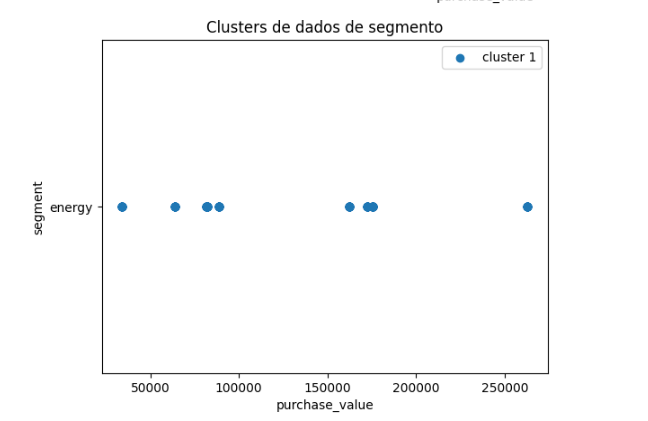 Clusters de dados de segmento
cluster 1
segment
energy
50000 100000 150000 200000 250000
purchase_value